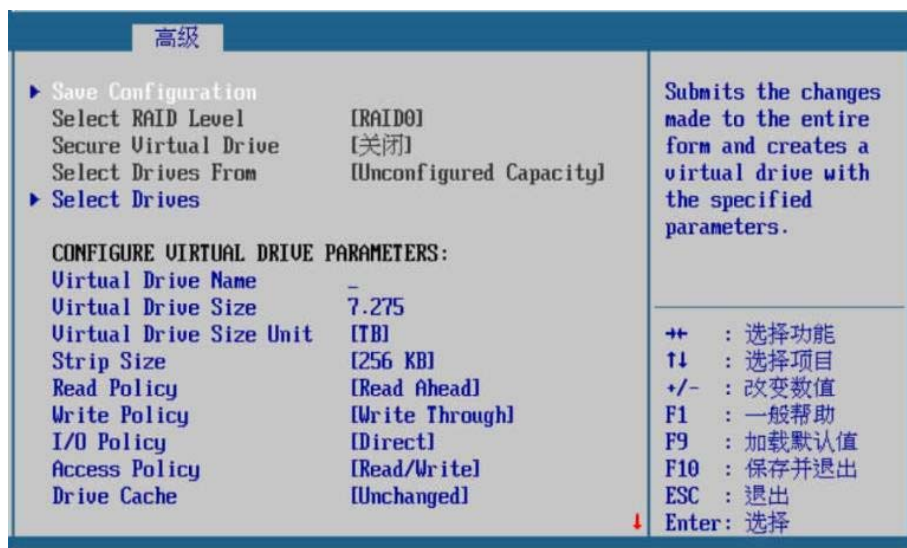 高级
Save Configuration
Select RAID Level [RAID0]
Secure Virtual Drive [关闭]
Select Drives From [Unconfigured Capacity]
Select Drives
CONFIGURE VIRTUAL DRIVE PARAMETERS:
Virtual Drive Name _
Virtual Drive Size 7.275
Virtual Drive Size Unit [TB]
Strip Size [256 KB]
Read Policy [Read Ahead]
Write Policy [Write Through]
I/O Policy [Direct]
Access Policy [Read/Write]
Drive Cache [Unchanged]
Submits the changes
made to the entire
form and creates a
virtual drive with
the specified
parameters.
→← : 选择功能
↑↓ : 选择项目
+/- : 改变数值
F1 : 一般帮助
F9 : 加载默认值
F10 : 保存并退出
ESC : 退出
Enter: 选择